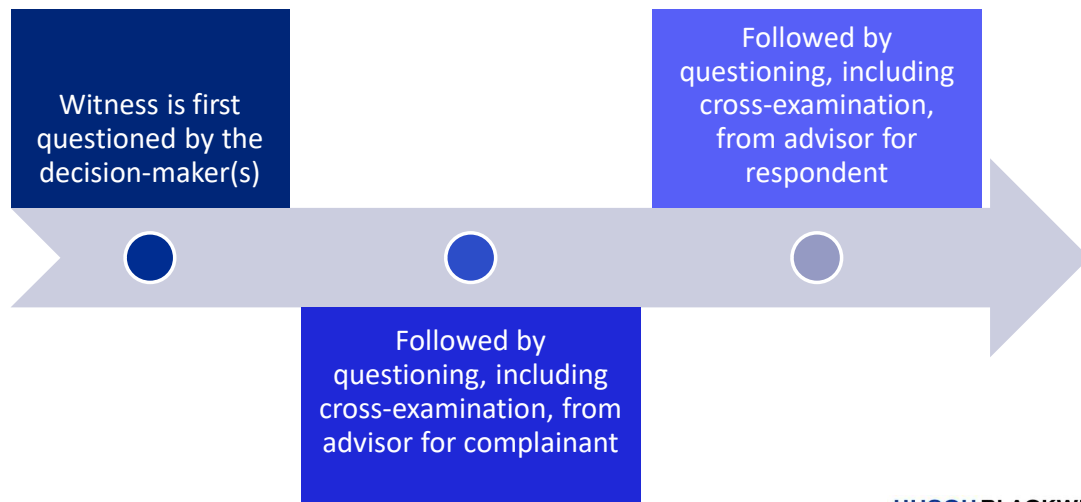 Witness is first
questioned by the
decision-maker(s)
Followed by
questioning, including
cross-examination, from
advisor for complainant
Followed by
questioning, including
cross-examination,
from advisor for
respondent